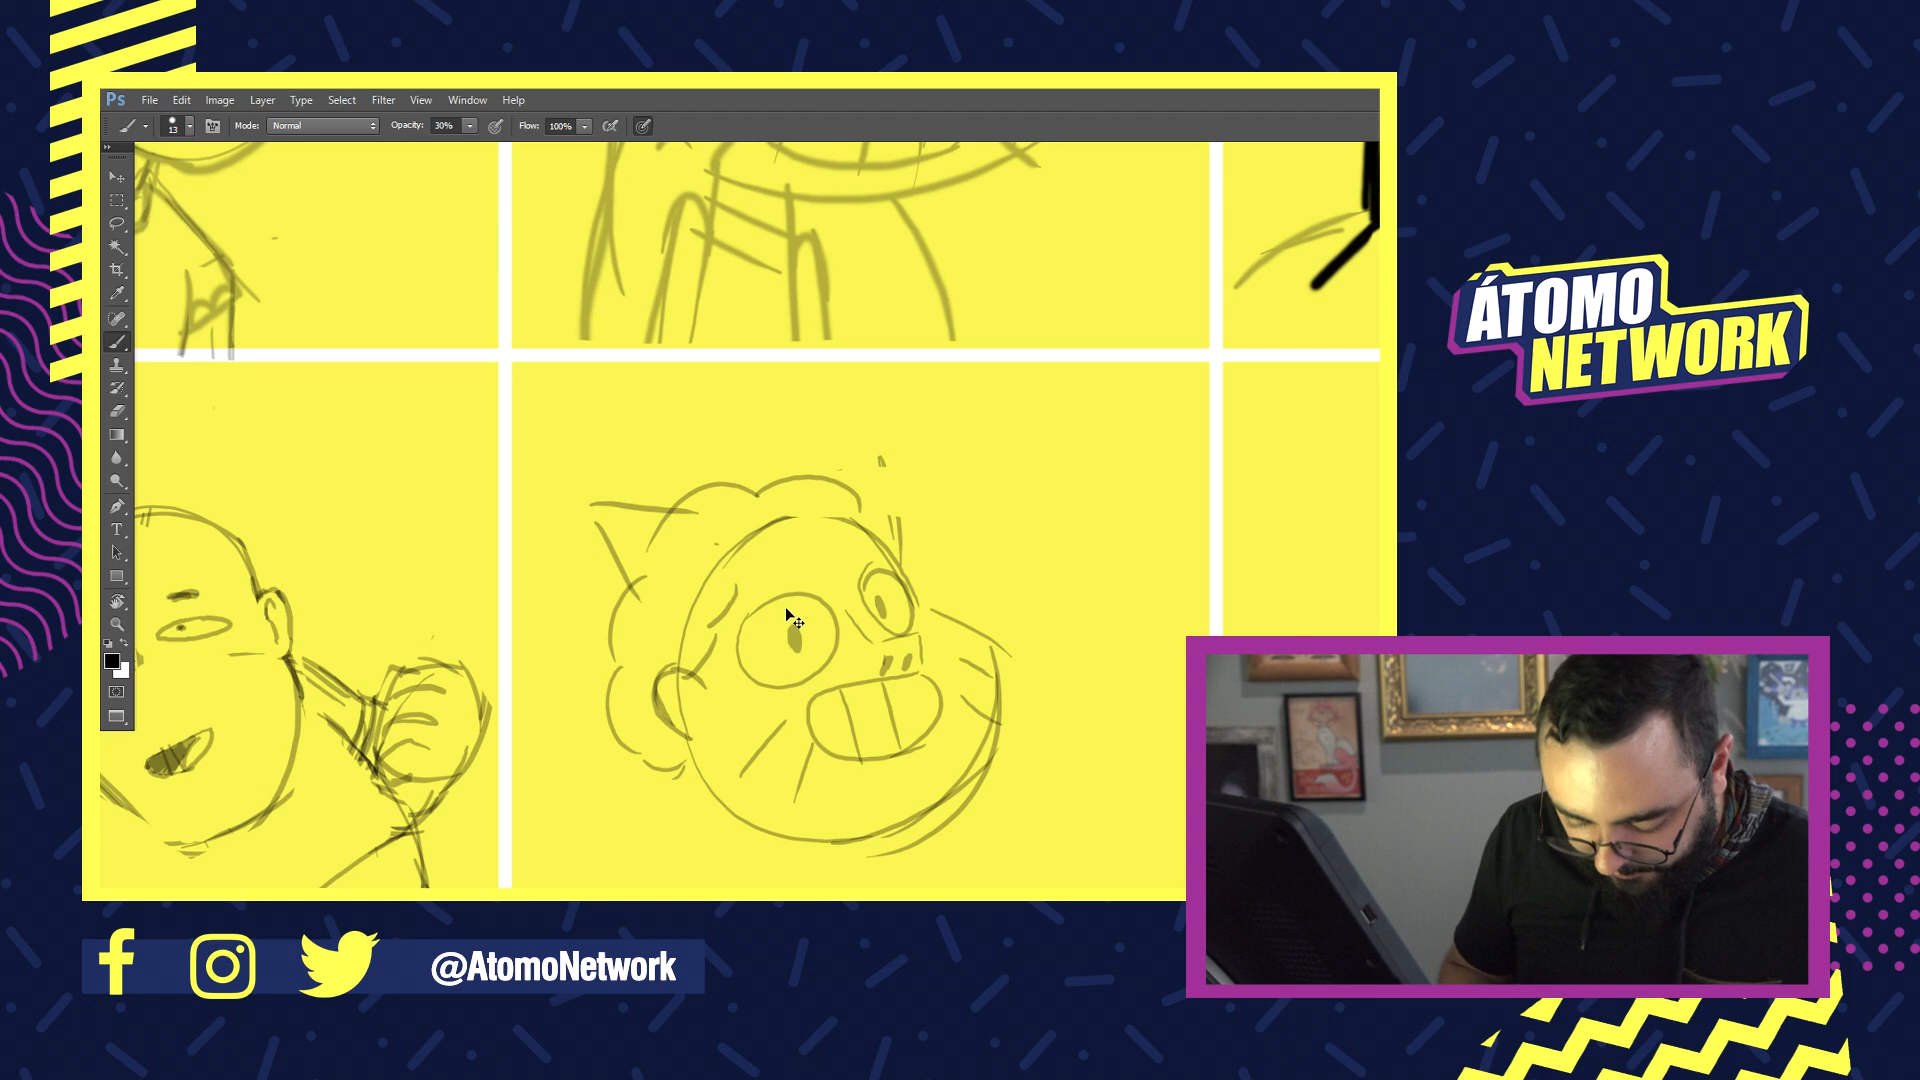 Ps File Edit Image Layer Type Select Filter View Window Help
13 Mode: Normal Opacity: 30% Flow: 100%
T
ÁTOMO
NETWORK
@AtomoNetwork